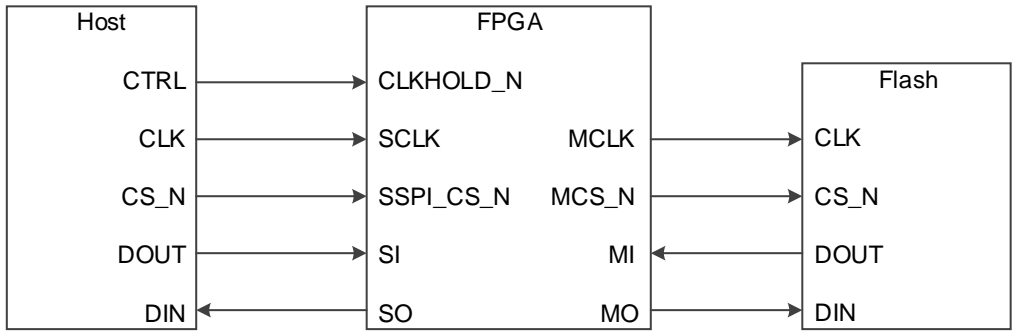 Host
FPGA
Flash
CTRL CLKHOLD_N
CLK SCLK MCLK CLK
CS_N SSPI_CS_N MCS_N CS_N
DOUT SI MI DOUT
DIN SO MO DIN